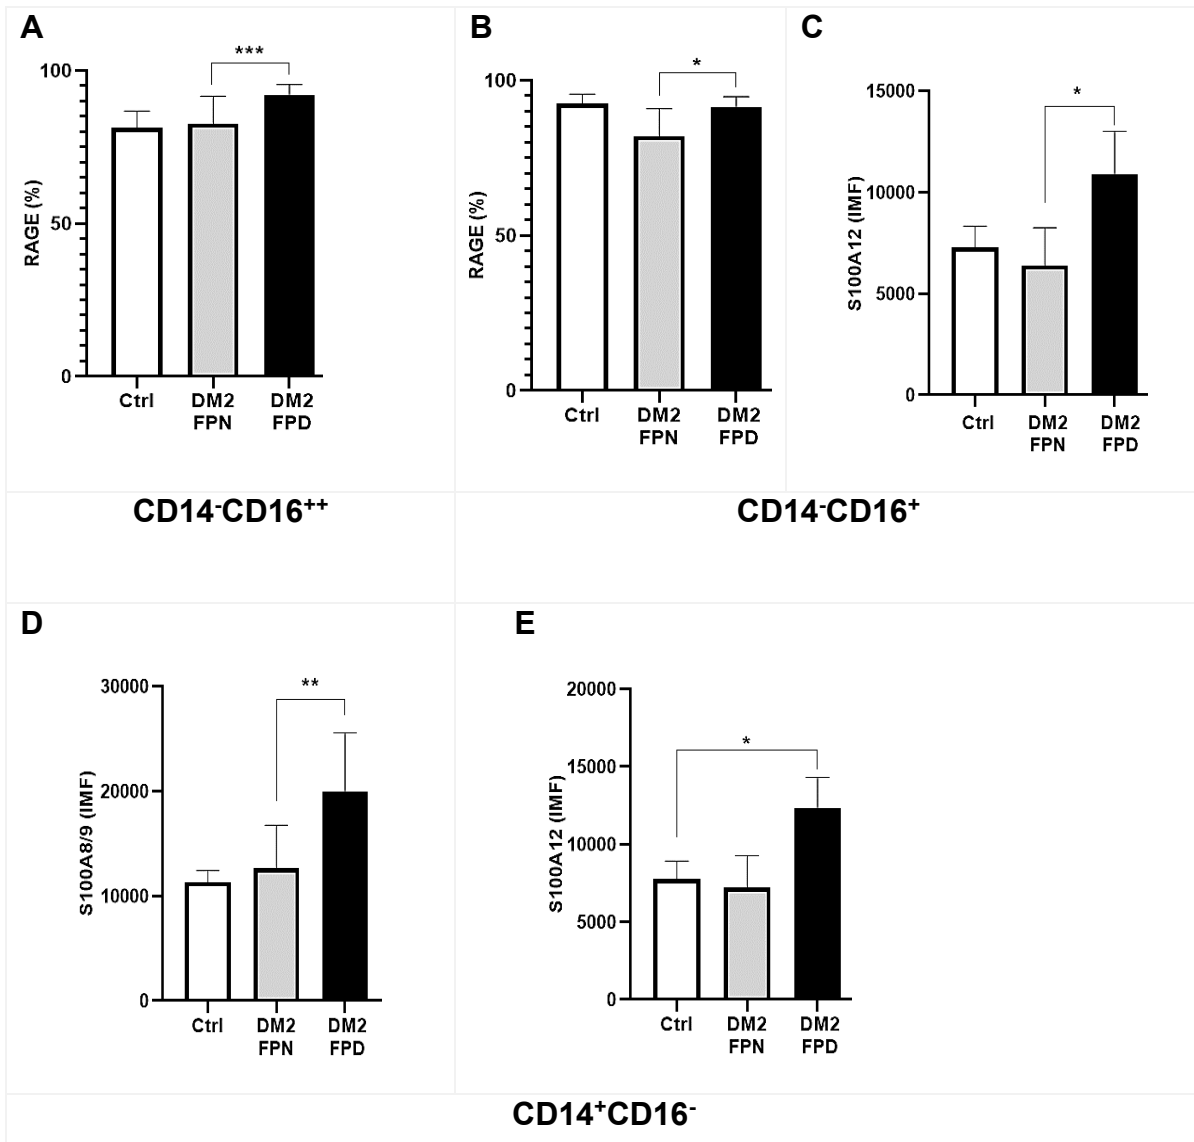 A
***
100
50
0
RAGE (%)
Ctrl
DM2
FPN
DM2
FPD
B
*
100
50
0
RAGE (%)
Ctrl
DM2
FPN
DM2
FPD
C
*
15000
10000
5000
0
S100A12 (IMF)
Ctrl
DM2
FPN
DM2
FPD
CD14⁻CD16⁺⁺
CD14⁻CD16⁺
D
**
30000
20000
10000
0
S100A8/9 (IMF)
Ctrl
DM2
FPN
DM2
FPD
E
*
20000
15000
10000
5000
0
S100A12 (IMF)
Ctrl
DM2
FPN
DM2
FPD
CD14⁺CD16⁻